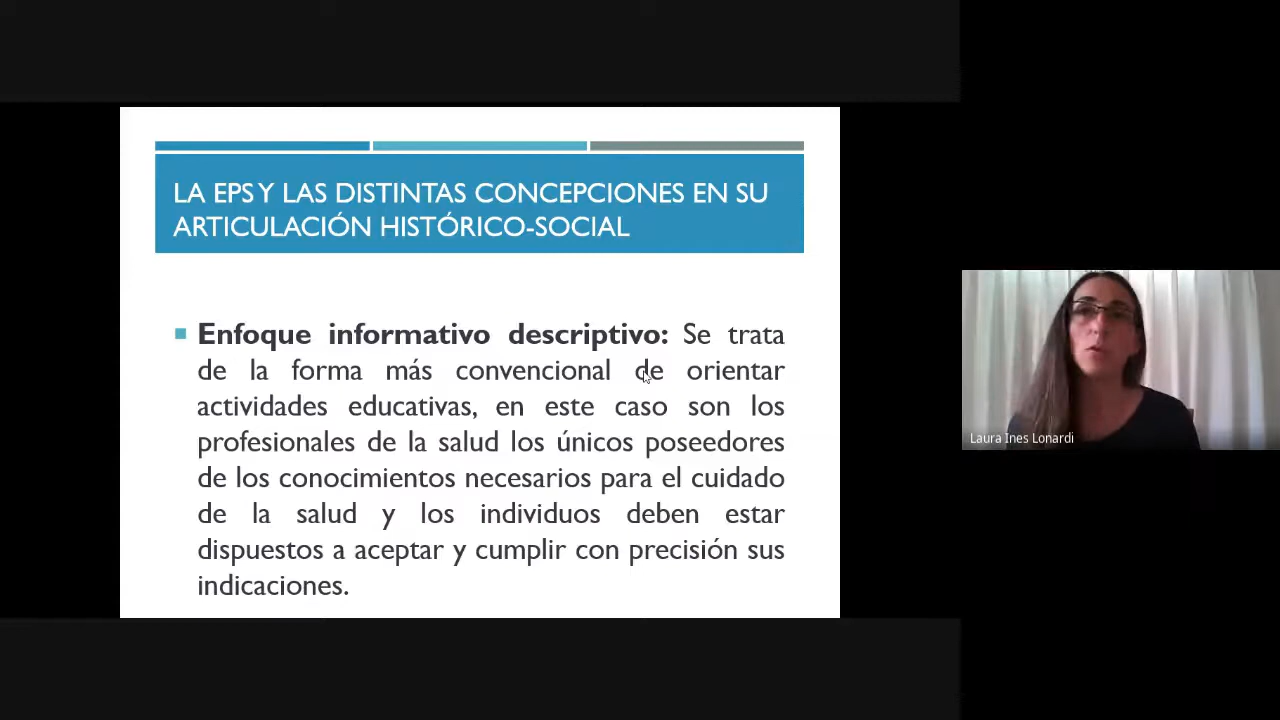 LA EPS Y LAS DISTINTAS CONCEPCIONES EN SU
ARTICULACIÓN HISTÓRICO-SOCIAL
Enfoque informativo descriptivo: Se trata
de la forma más convencional de orientar
actividades educativas, en este caso son los
profesionales de la salud los únicos poseedores
de los conocimientos necesarios para el cuidado
de la salud y los individuos deben estar
dispuestos a aceptar y cumplir con precisión sus
indicaciones.
Laura Ines Lonardi